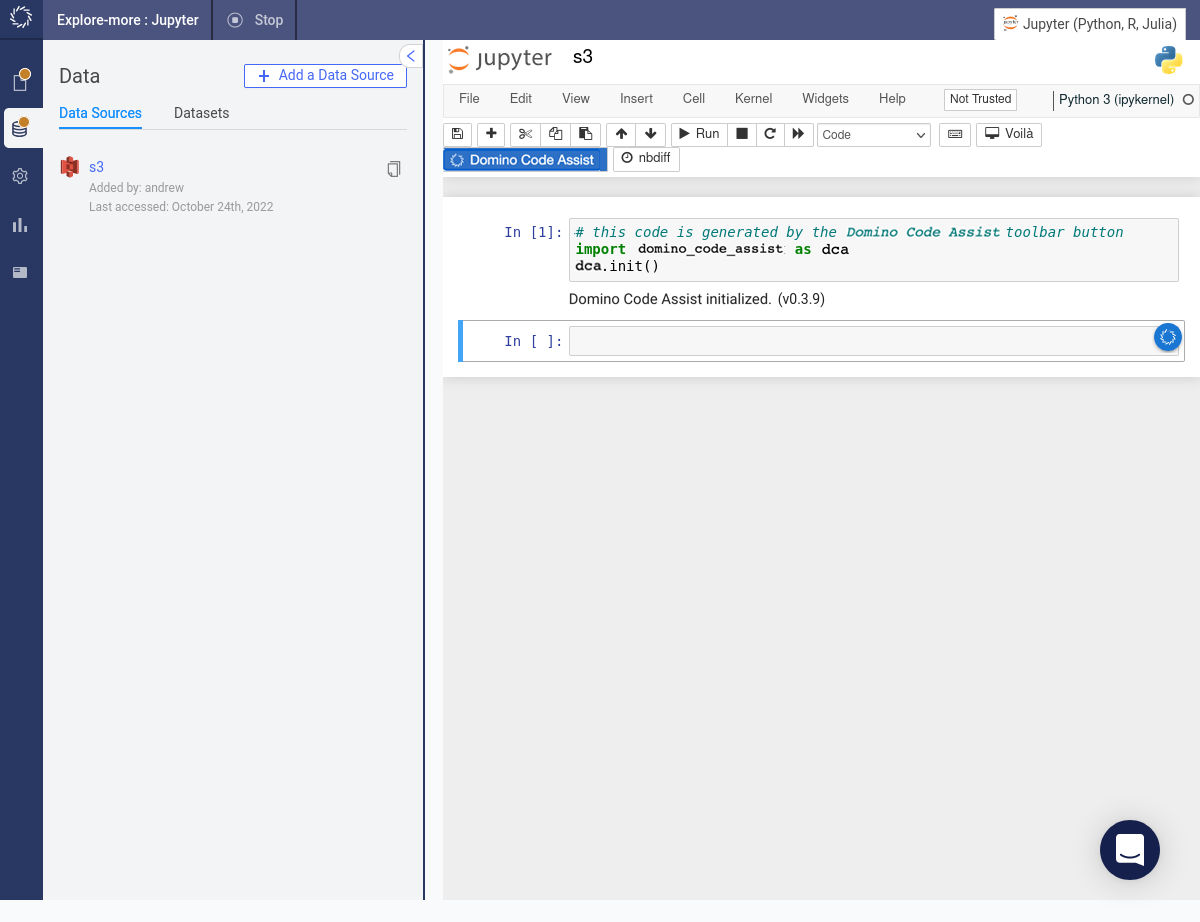 Explore-more : Jupyter
Stop
Jupyter (Python, R, Julia)
Data
Add a Data Source
Data Sources
Datasets
s3
Added by: andrew
Last accessed: October 24th, 2022
jupyter s3
File Edit View Insert Cell Kernel Widgets Help Not Trusted Python 3 (ipykernel)
Run Code Voilà
Domino Code Assist nbdiff
In [1]: # this code is generated by the Domino Code Assist toolbar button
import domino_code_assist as dca
dca.init()
Domino Code Assist initialized. (v0.3.9)
In [ ]: